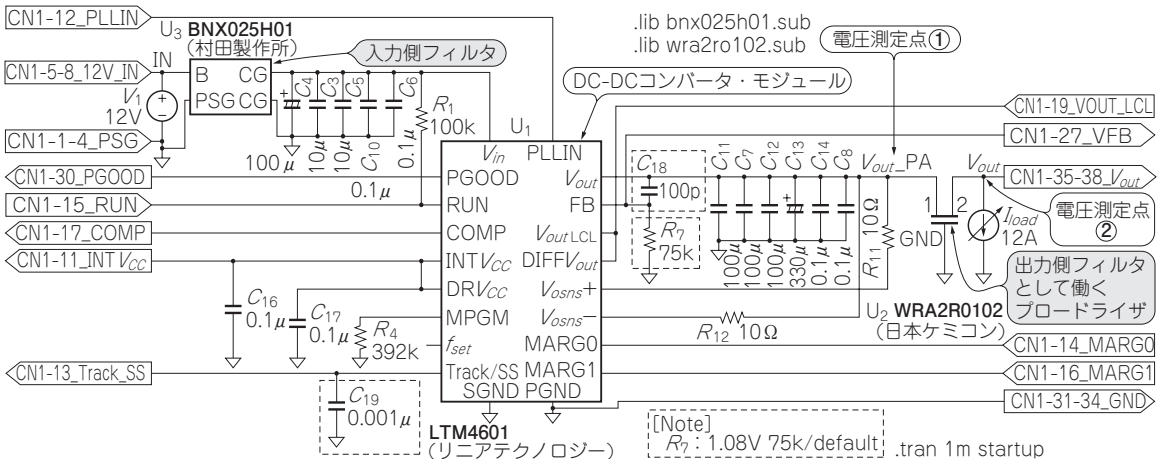 CN1-12_PLLIN
U3 BNX025H01
(村田製作所)
入力側フィルタ
.lib bnx025h01.sub
.lib wra2ro102.sub
電圧測定点①
DC-DCコンバータ・モジュール
CN1-5-8_12V_IN
IN
V1
12V
B CG
PSG CG
C4
C3
C5
C6
100μ
10μ
10μ
C10
0.1μ
0.1μ
R1
100k
CN1-1-4_PSG
CN1-30_PGOOD
CN1-15_RUN
CN1-17_COMP
CN1-11_INTVCC
CN1-13_Track_SS
U1
Vin PLLIN
PGOOD Vout
RUN FB
COMP VoutLCL
INTVCC DIFFVout
DRVCC Vosns+
MPGM Vosns−
fset MARG0
Track/SS MARG1
SGND PGND
LTM4601
(リニアテクノロジー)
C16
0.1μ
C17
0.1μ
R4
392k
C19
0.001μ
C18
100p
R7
75k
C11
C7
C12
C13
C14
C8
100μ
100μ
100μ
330μ
0.1μ
0.1μ
Vout_PA
R11 10Ω
R12 10Ω
1 2
GND
Vout
Iload
12A
CN1-19_VOUT_LCL
CN1-27_VFB
CN1-35-38_Vout
電圧測定点
②
出力側フィルタ
として働く
プロードライザ
U2 WRA2R0102
(日本ケミコン)
CN1-14_MARG0
CN1-16_MARG1
CN1-31-34_GND
[Note]
R7：1.08V 75k/default
.tran 1m startup